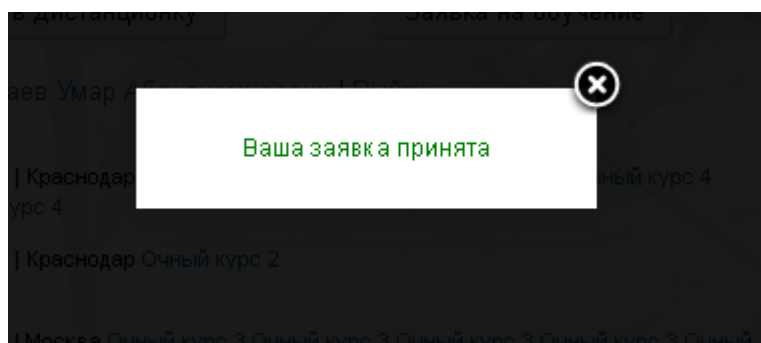 в дистанционку
Заявка на обучение
аев Умар
Ваша заявка принята
| Краснодар
ный курс 4
урс 4
| Краснодар Очный курс 2
| Москва Очный курс 3 Очный курс 3 Очный курс 3 Очный курс 3 Очный